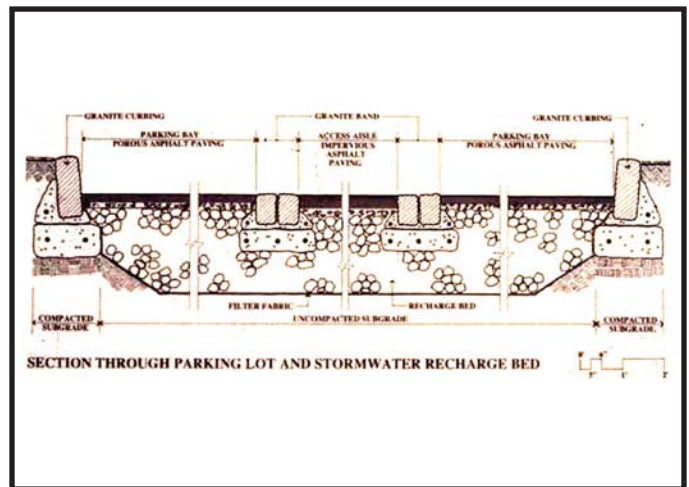 GRANITE CURBING
GRANITE BAND
GRANITE CURBING
PARKING BAY
POROUS ASPHALT PAVING
ACCESS AISLE
IMPERVIOUS
ASPHALT
PAVING
PARKING BAY
POROUS ASPHALT PAVING
FILTER FABRIC
RECHARGE BED
COMPACTED
SUBGRADE
UNCOMPACTED SUBGRADE
COMPACTED
SUBGRADE
SECTION THROUGH PARKING LOT AND STORMWATER RECHARGE BED
1'
2'